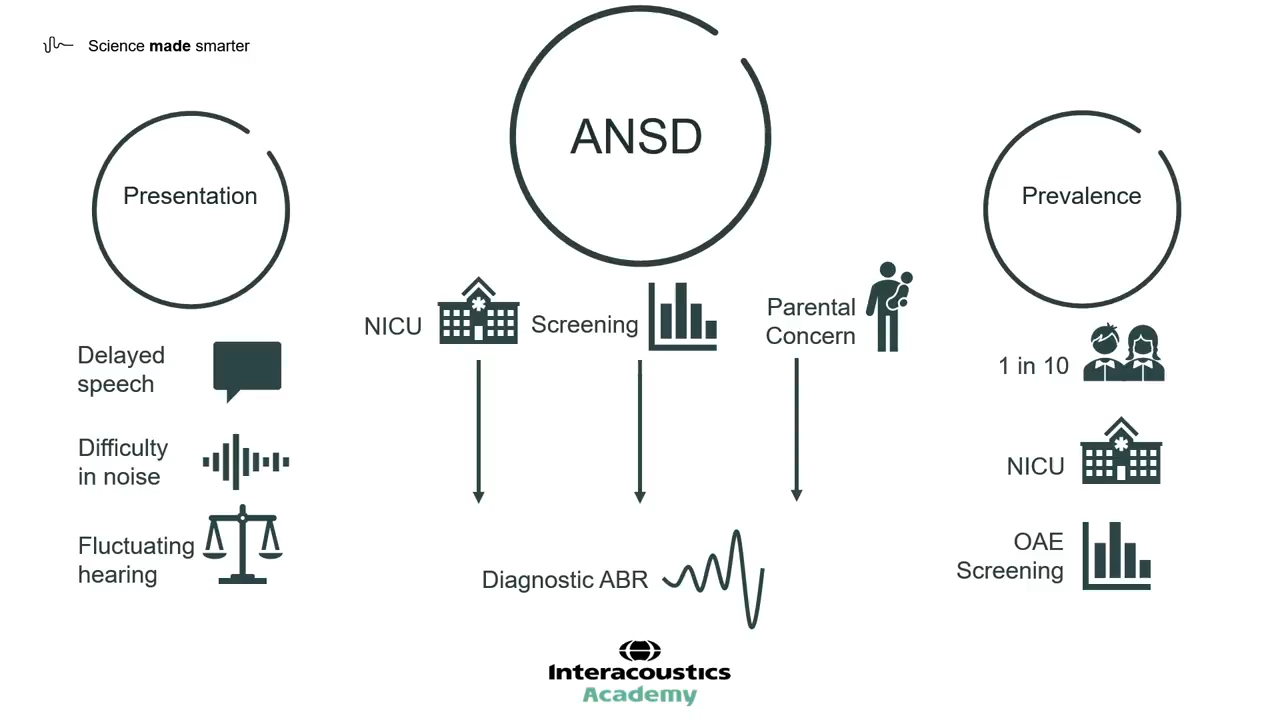 Science made smarter
ANSD
Presentation
Delayed
speech
Difficulty
in noise
Fluctuating
hearing
NICU
Screening
Parental
Concern
Diagnostic ABR
Prevalence
1 in 10
NICU
OAE
Screening
Interacoustics
Academy